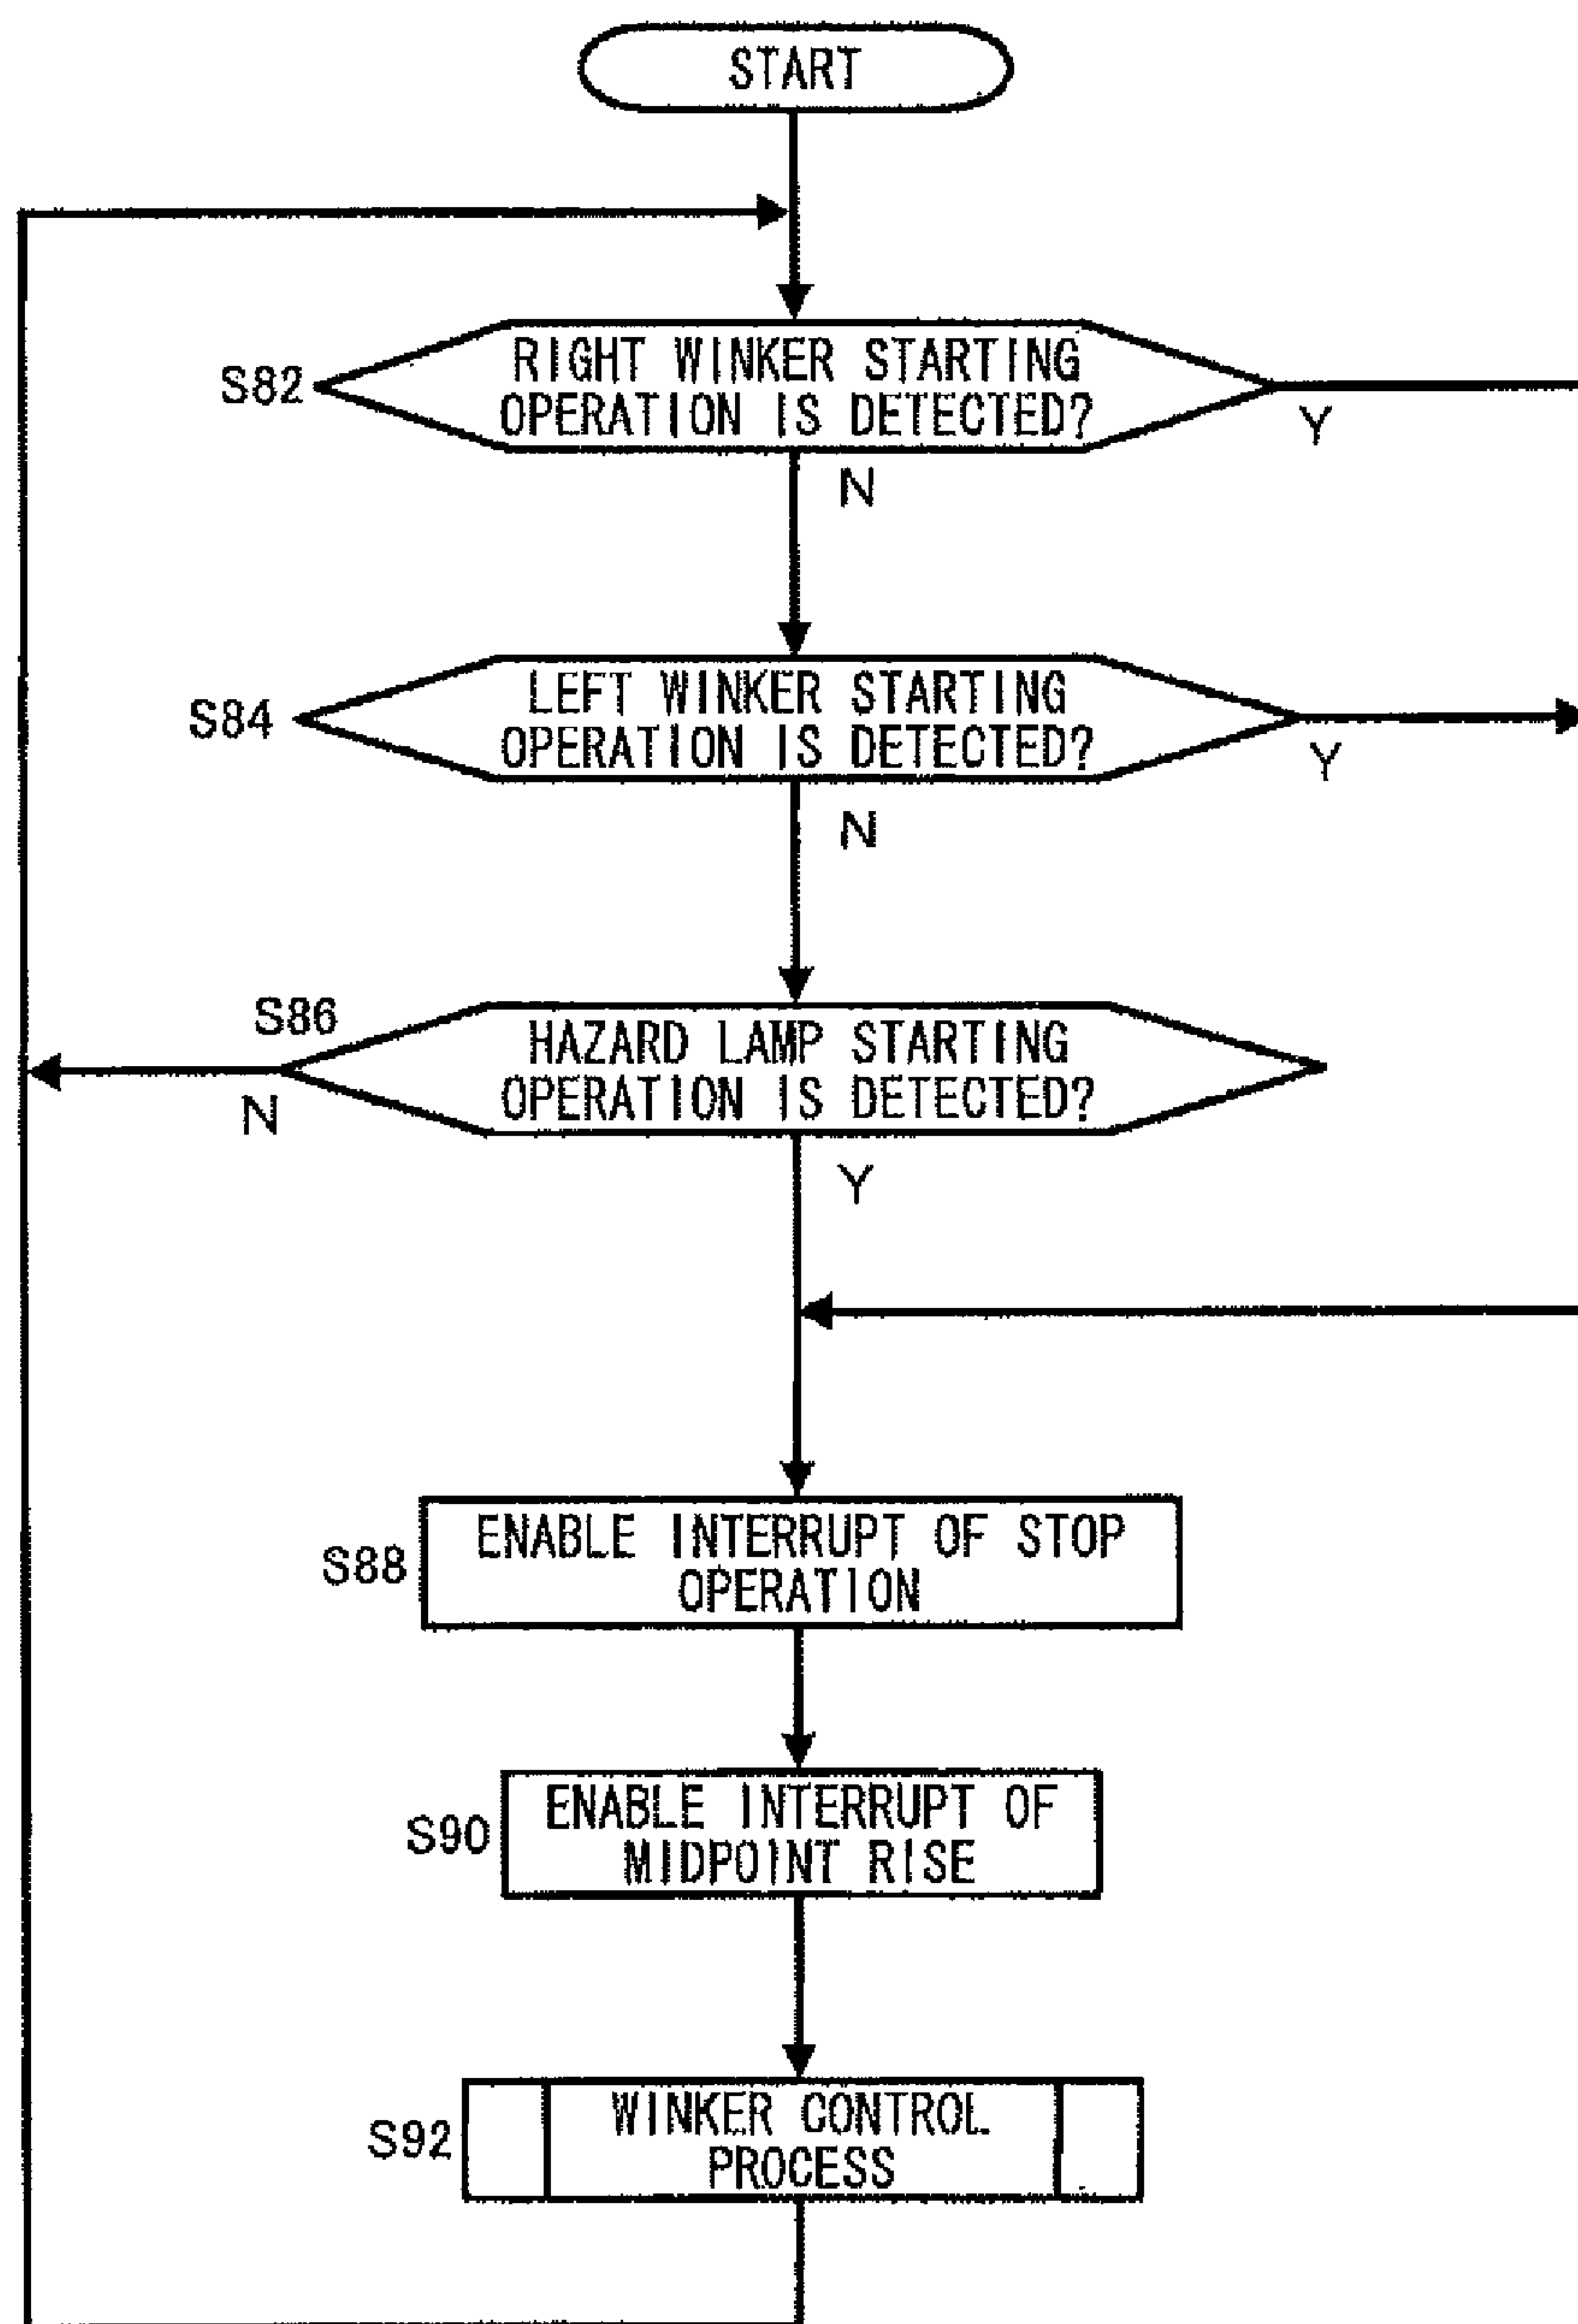 START
S82
RIGHT WINKER STARTING
OPERATION IS DETECTED?
Y
N
S84
LEFT WINKER STARTING
OPERATION IS DETECTED?
Y
N
S86
HAZARD LAMP STARTING
OPERATION IS DETECTED?
N
Y
S88
ENABLE INTERRUPT OF STOP
OPERATION
S90
ENABLE INTERRUPT OF
MIDPOINT RISE
S92
WINKER CONTROL
PROCESS